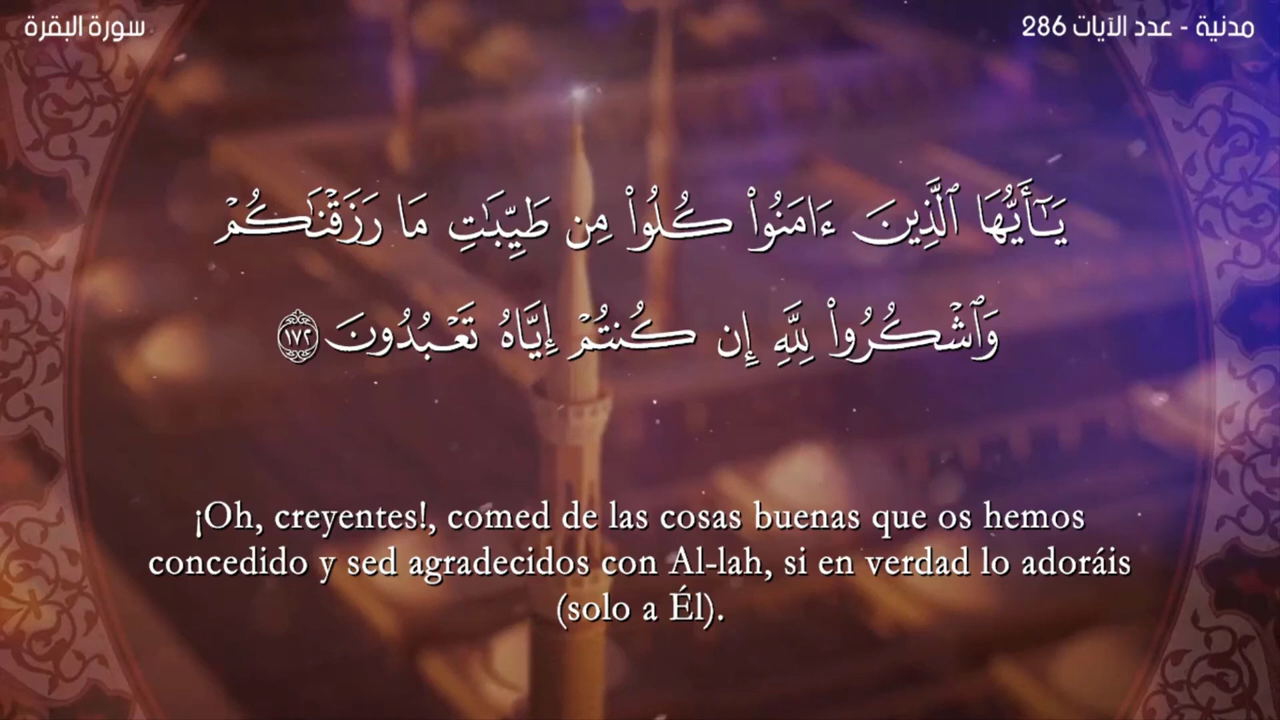 سورة البقرة
مدنية - عدد الآيات 286
يَـٰٓأَيُّهَا ٱلَّذِينَ ءَامَنُوا۟ كُلُوا۟ مِن طَيِّبَـٰتِ مَا رَزَقْنَـٰكُمْ
وَٱشْكُرُوا۟ لِلَّهِ إِن كُنتُمْ إِيَّاهُ تَعْبُدُونَ ١٧٢
¡Oh, creyentes!, comed de las cosas buenas que os hemos
concedido y sed agradecidos con Al-lah, si en verdad lo adoráis
(solo a Él).